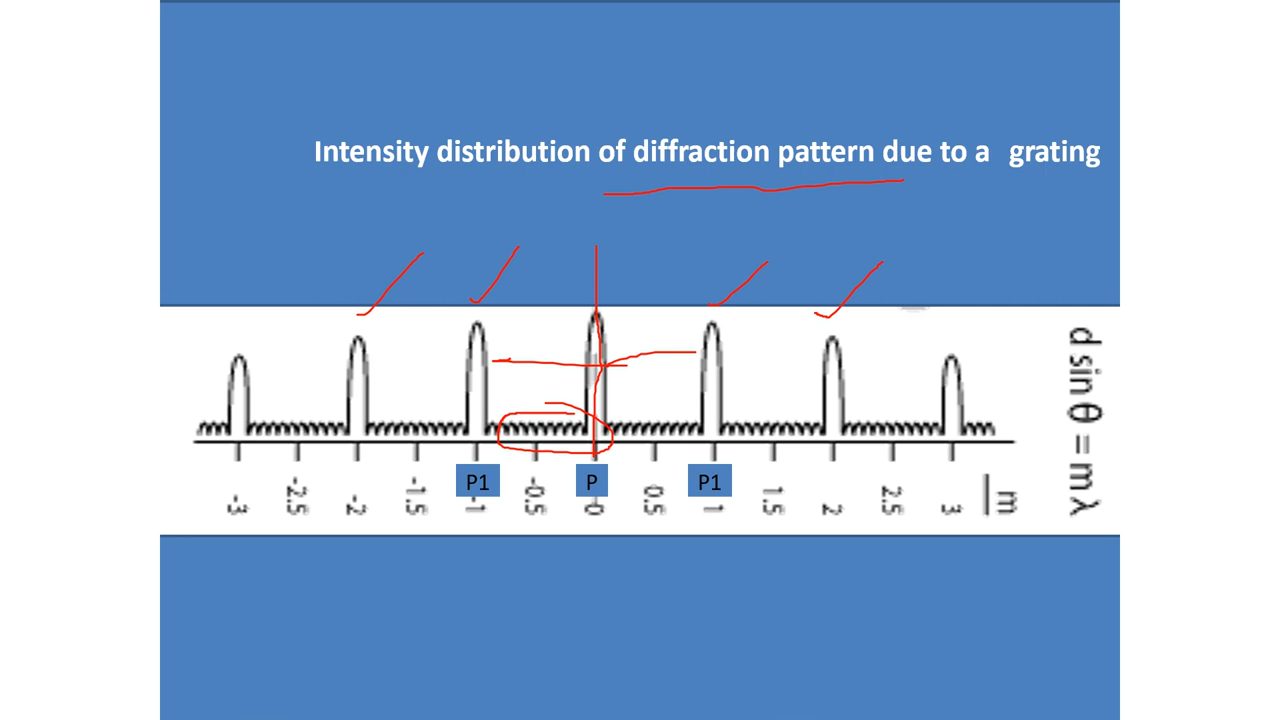 Intensity distribution of diffraction pattern due to a grating
P1 P P1
-3 -2.5 -2 -1.5 -1 -0.5 -0 0.5 1 1.5 2 2.5 3 m
d sin θ = m λ